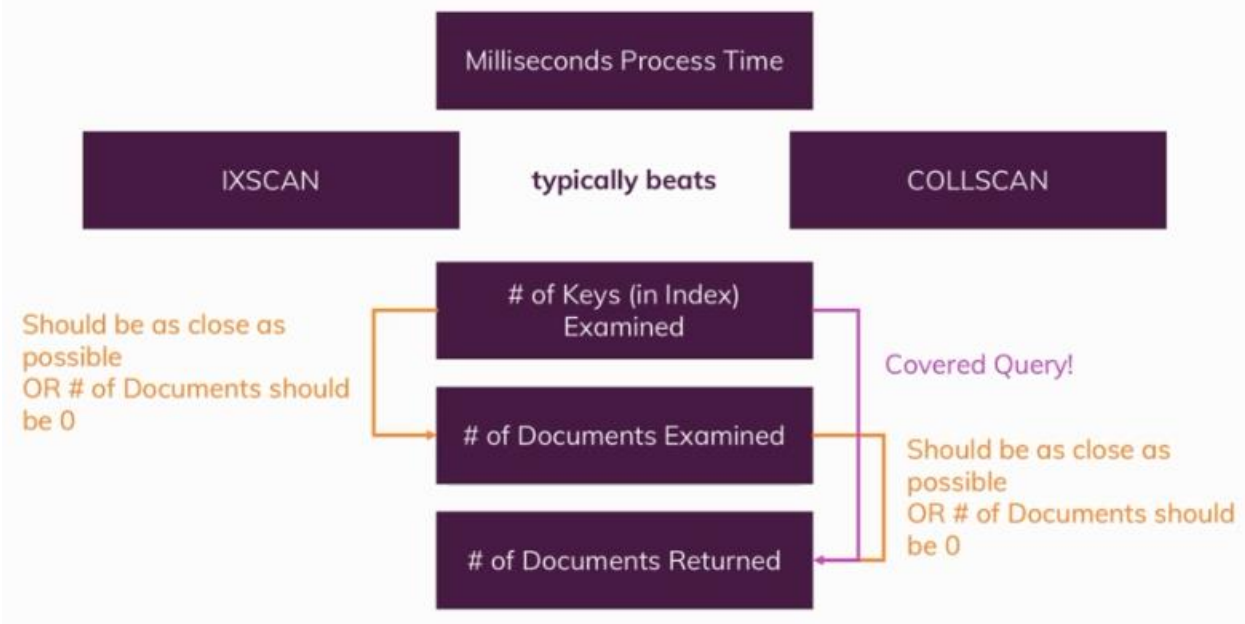 Milliseconds Process Time
IXSCAN
typically beats
COLLSCAN
# of Keys (in Index)
Examined
Should be as close as
possible
OR # of Documents should
be 0
Covered Query!
# of Documents Examined
Should be as close as
possible
OR # of Documents should
be 0
# of Documents Returned